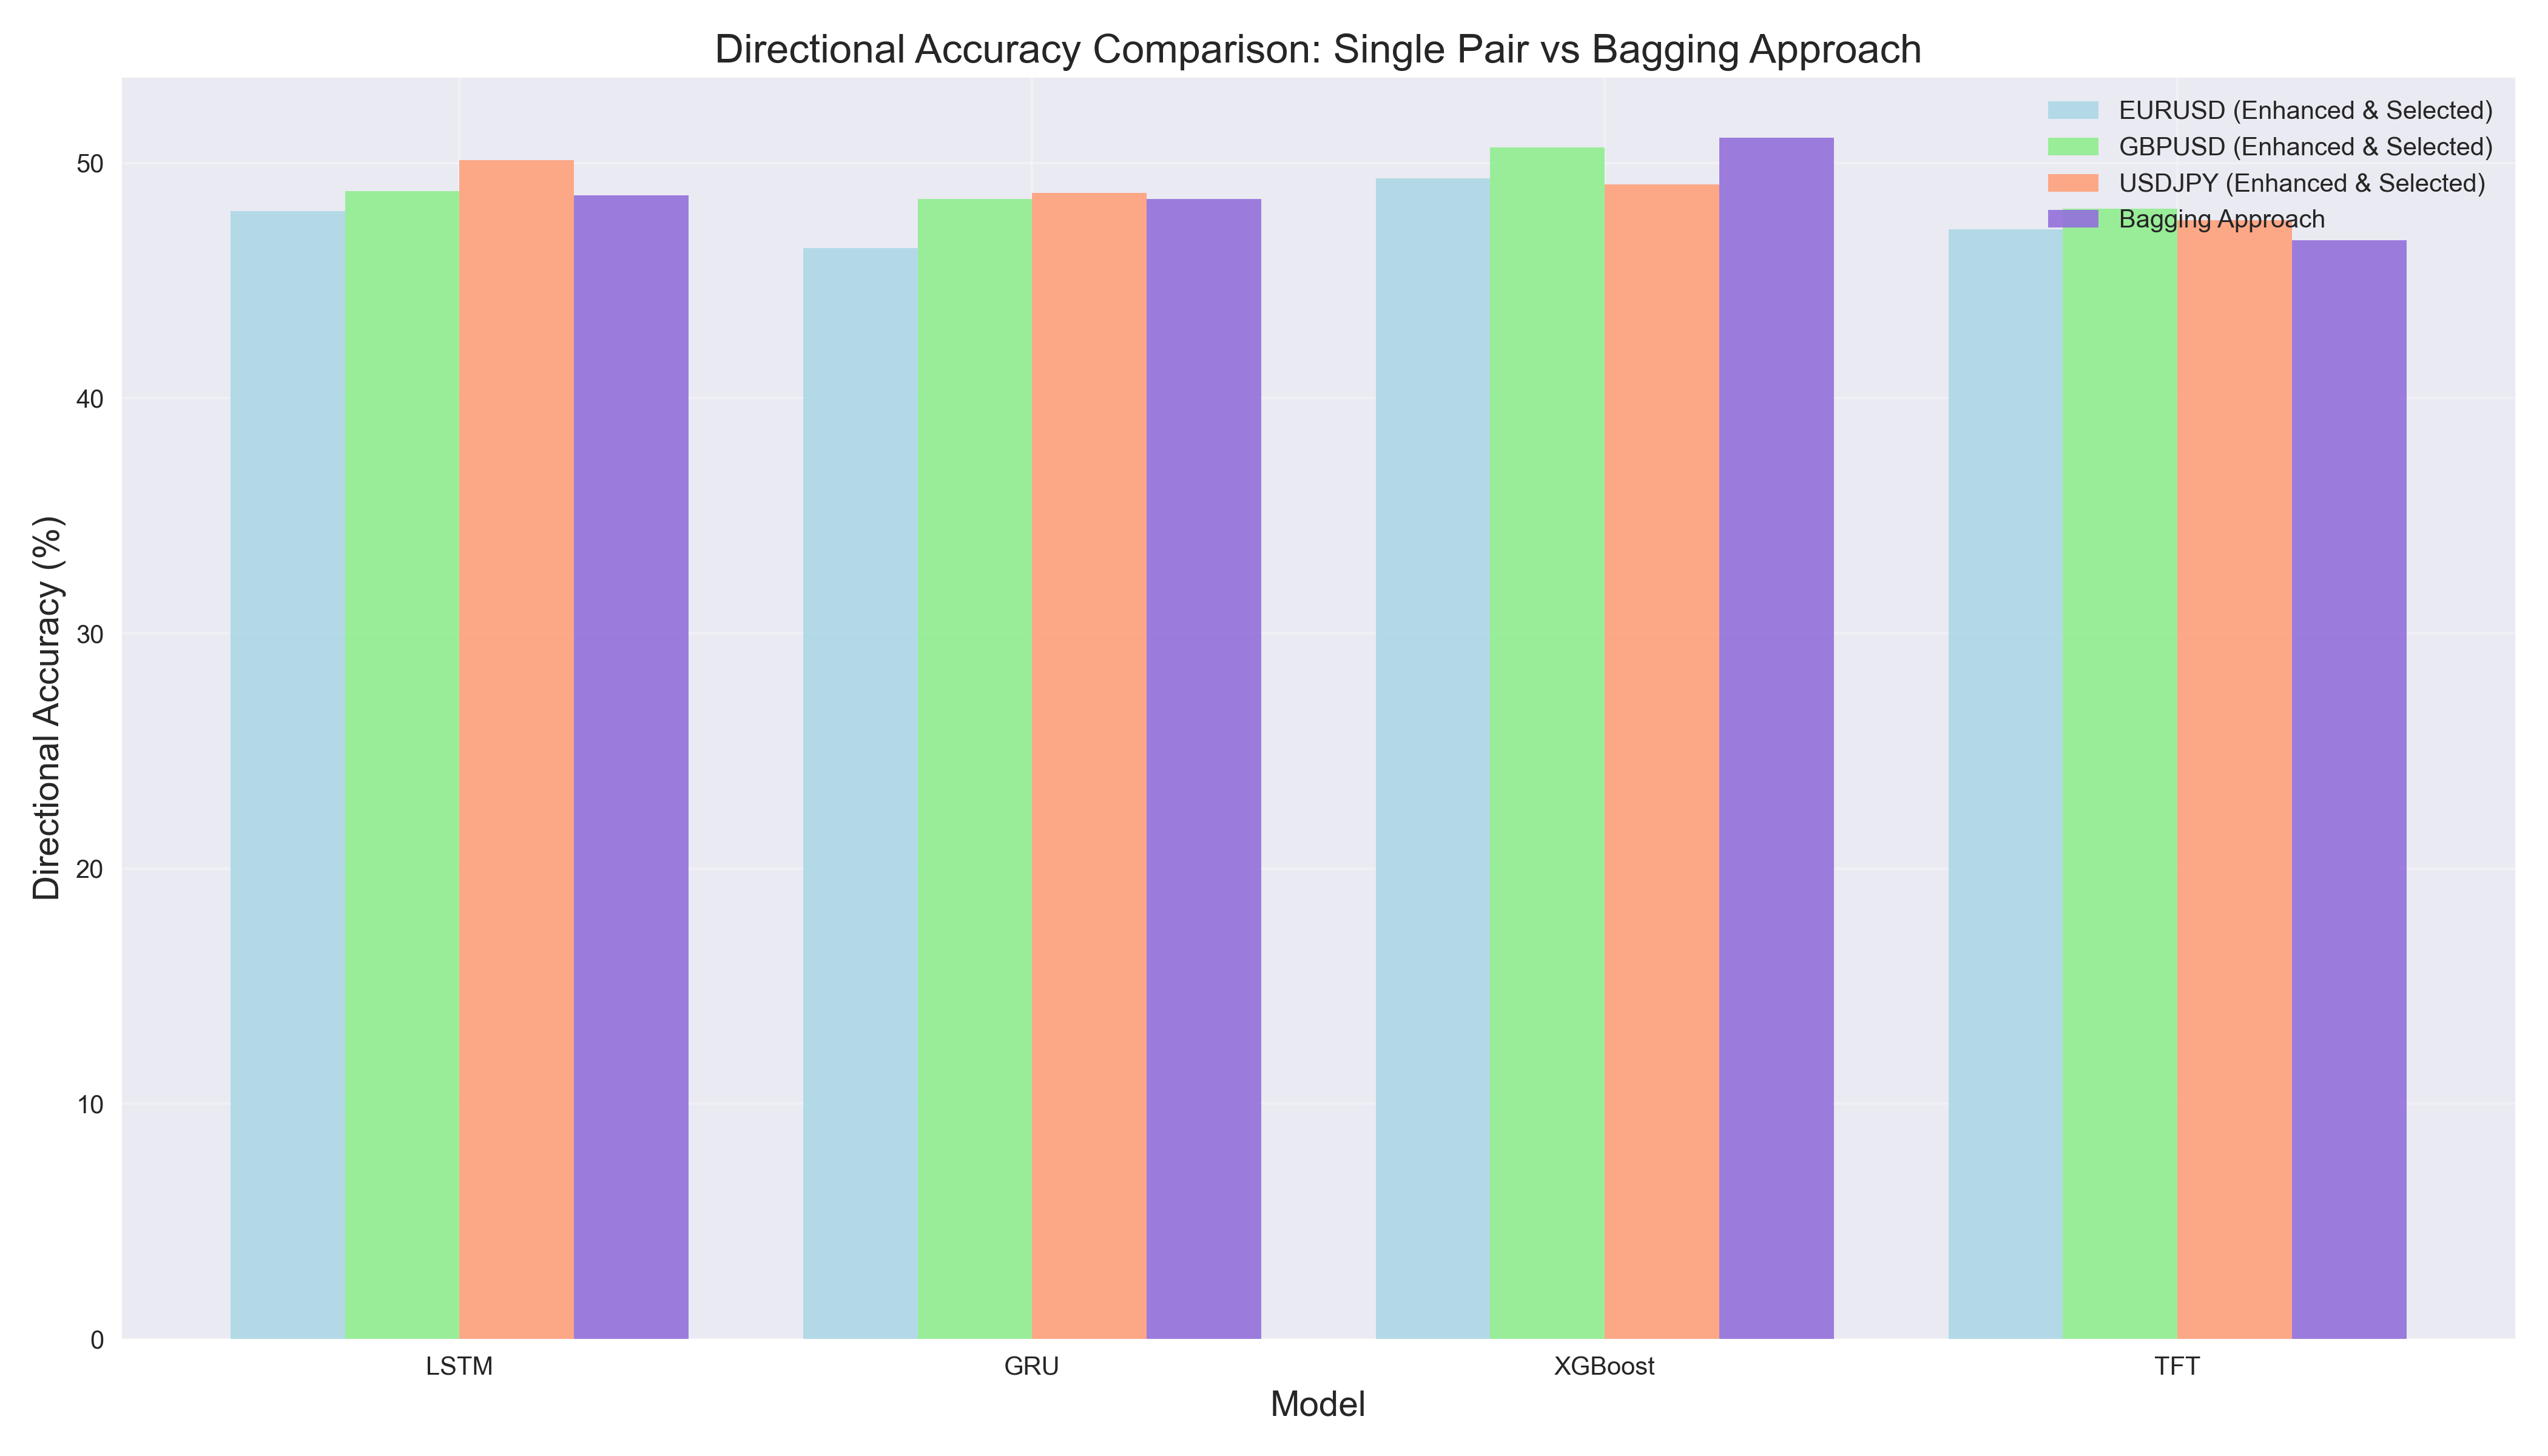 Directional Accuracy Comparison: Single Pair vs Bagging Approach
EURUSD (Enhanced & Selected)
GBPUSD (Enhanced & Selected)
USDJPY (Enhanced & Selected)
Bagging Approach
Directional Accuracy (%)
50
40
30
20
10
0
LSTM
GRU
XGBoost
TFT
Model